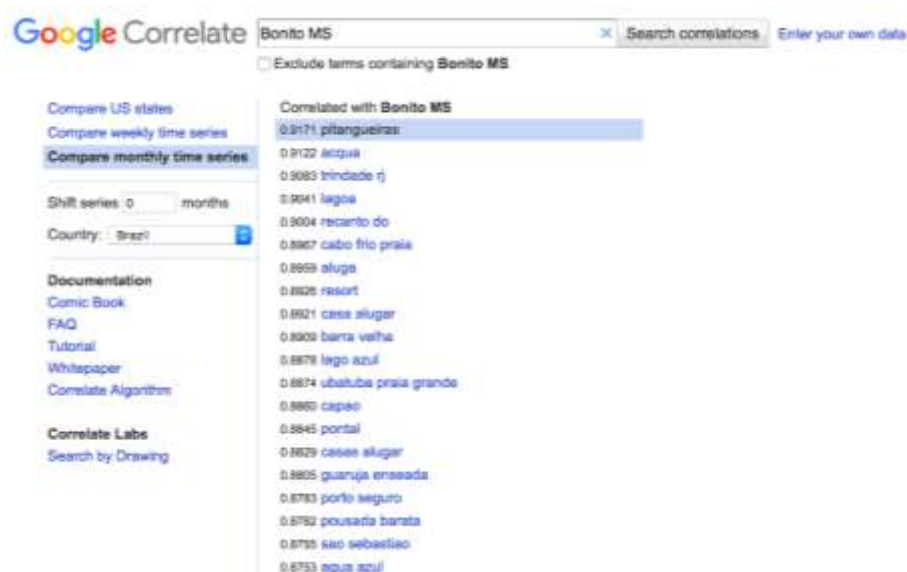 Google Correlate Bonito MS × Search correlations Enter your own data
Exclude terms containing Bonito MS
Compare US states
Compare weekly time series
Compare monthly time series
Shift series 0 months
Country: Brazil
Documentation
Comic Book
FAQ
Tutorial
Whitepaper
Correlate Algorithm
Correlate Labs
Search by Drawing
Correlated with Bonito MS
0.9171 pitangueiras
0.9122 acqua
0.9083 trindade rj
0.9041 lagoa
0.9004 recanto do
0.8967 cabo frio praia
0.8959 aluga
0.8926 resort
0.8921 casa alugar
0.8909 barra velha
0.8878 lago azul
0.8874 ubatuba praia grande
0.8860 capao
0.8845 pontal
0.8829 casas alugar
0.8805 guaruja enseada
0.8783 porto seguro
0.8782 pousada barata
0.8755 sao sebastiao
0.8753 agua azul